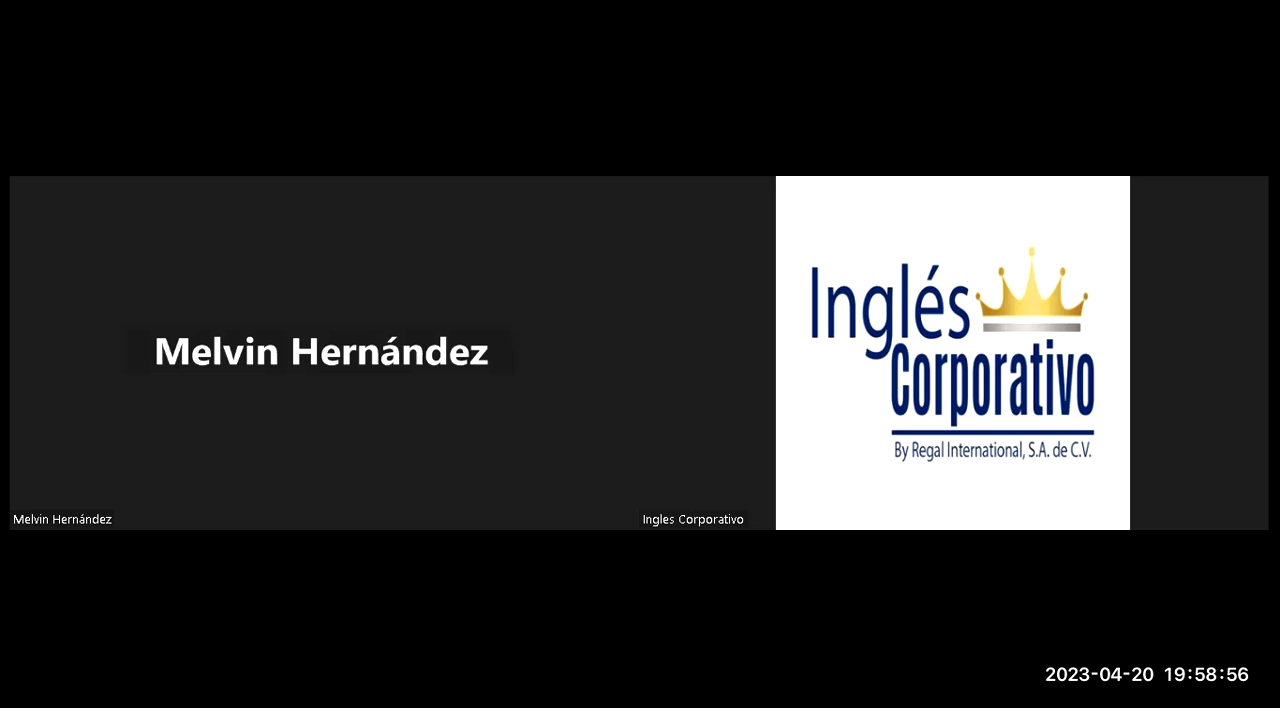 Melvin Hernández
Melvin Hernández
Inglés
Corporativo
By Regal International, S.A. de C.V.
Ingles Corporativo
2023-04-20 19:58:56